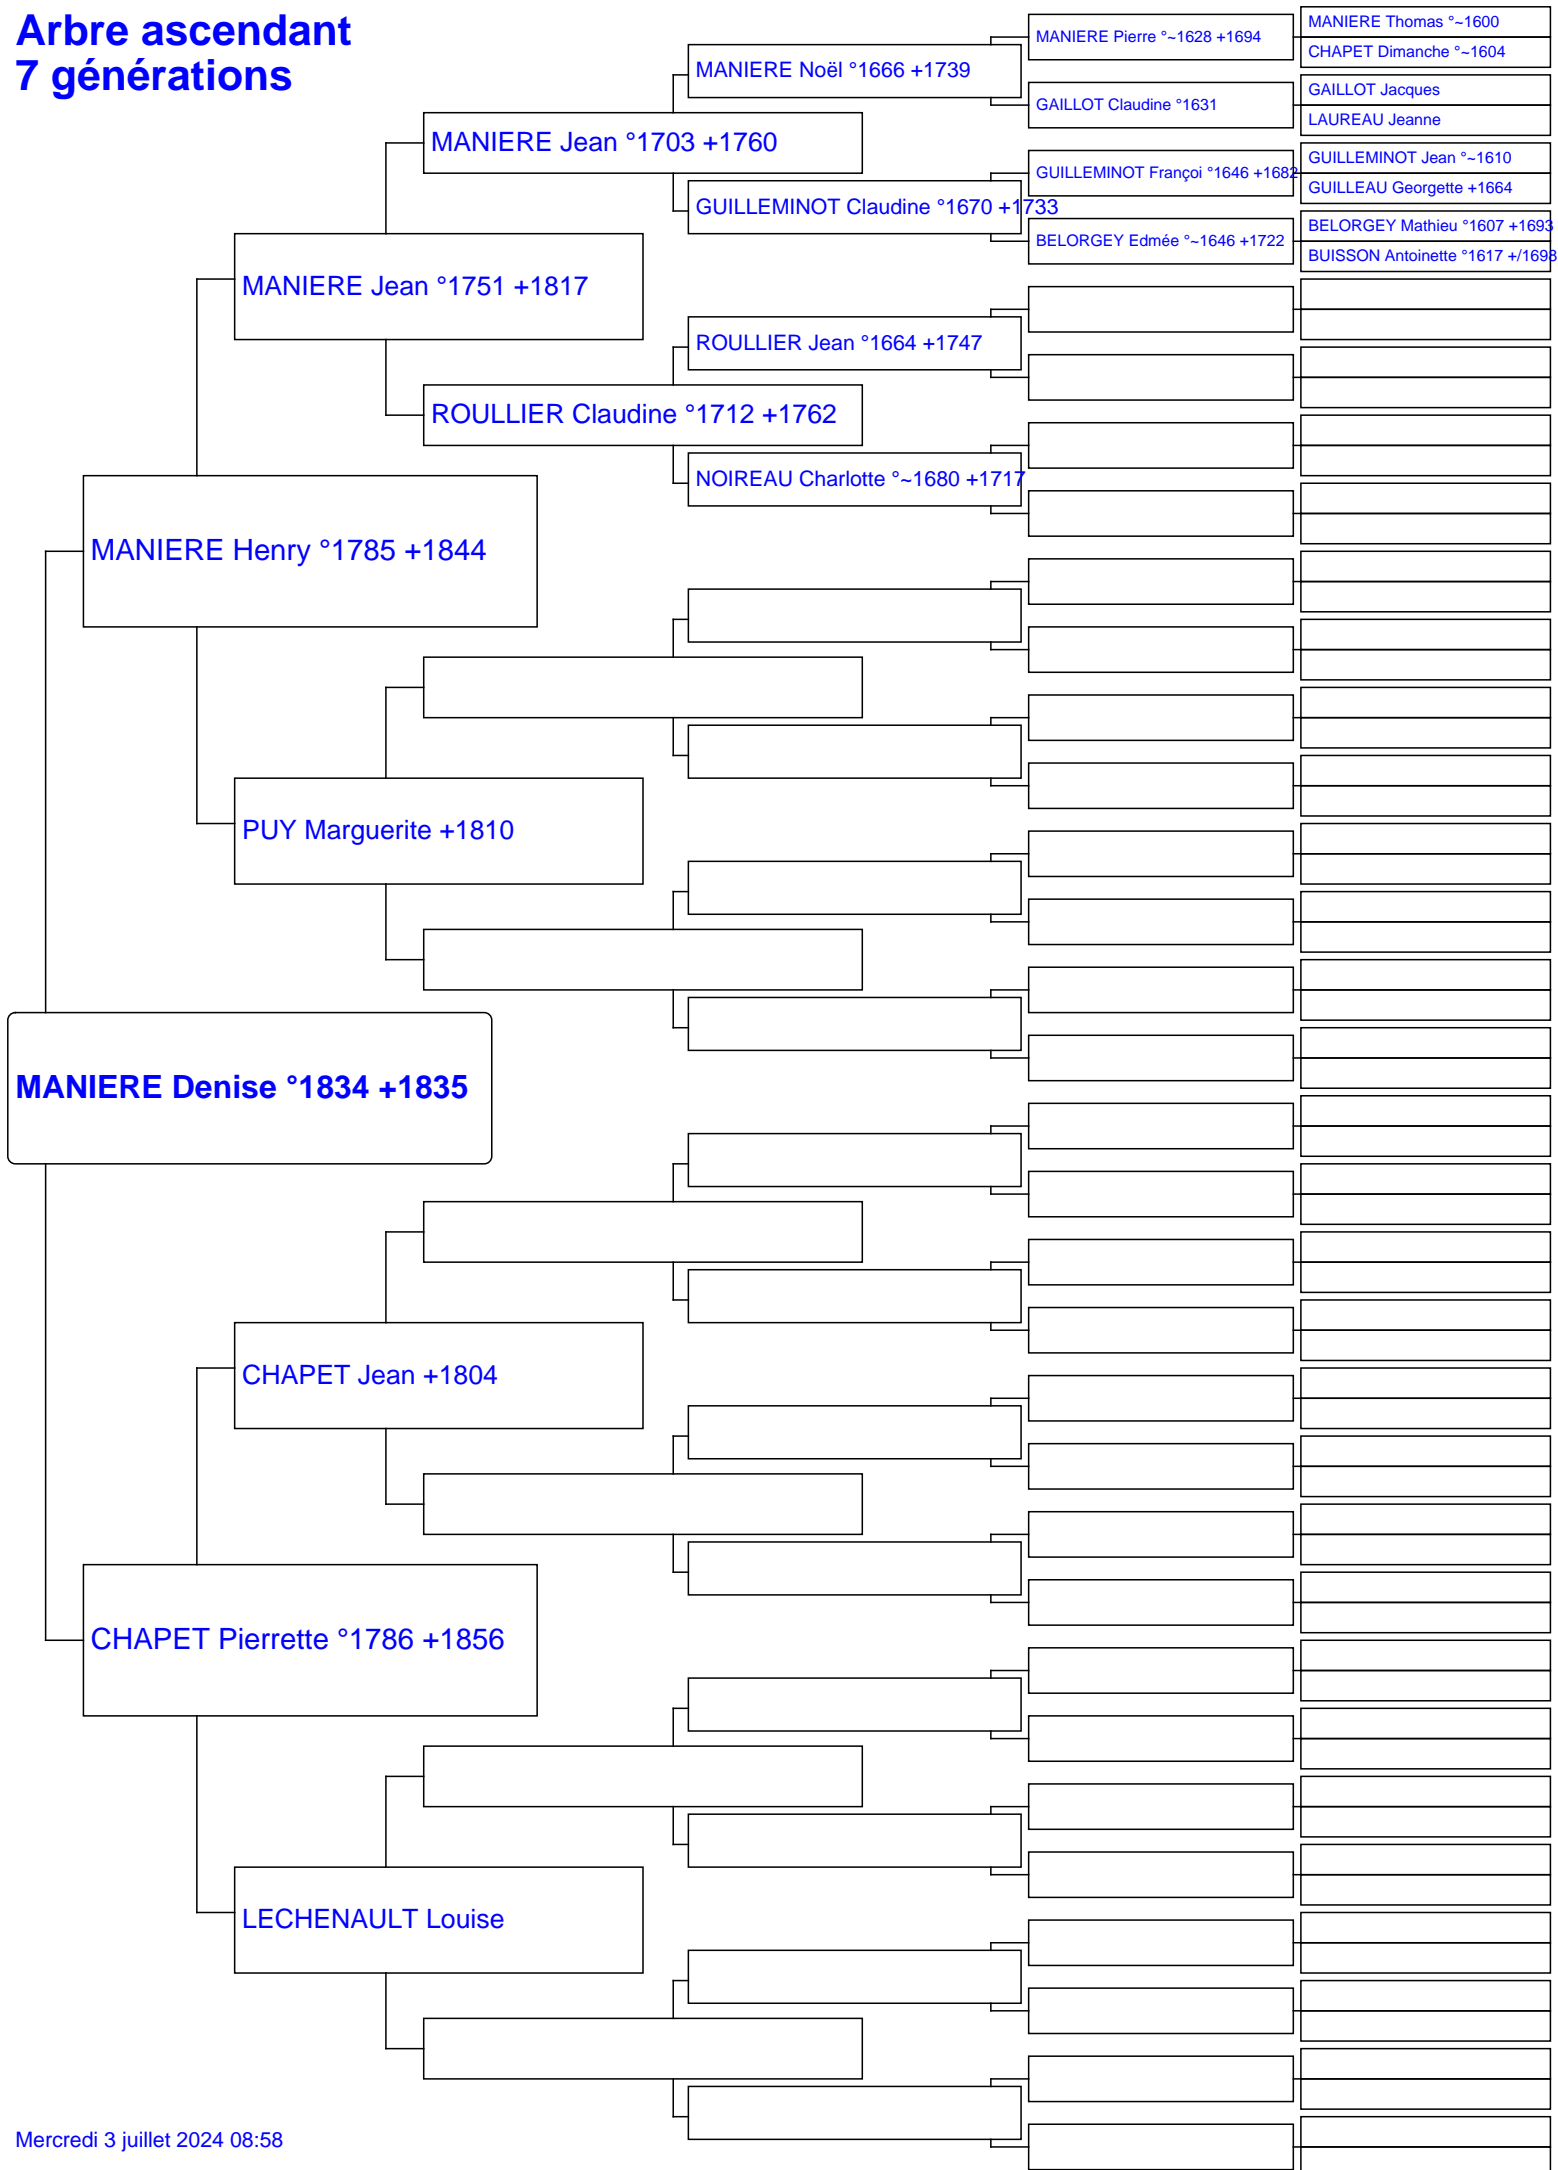 Arbre ascendant
7 générations
MANIERE Thomas °~1600
MANIERE Pierre °~1628 +1694
CHAPET Dimanche °~1604
MANIERE Noël °1666 +1739
GAILLOT Jacques
GAILLOT Claudine °1631
LAUREAU Jeanne
MANIERE Jean °1703 +1760
GUILLEMINOT Jean °~1610
GUILLEMINOT Françoi °1646 +1682
GUILLEAU Georgette +1664
GUILLEMINOT Claudine °1670 +1733
BELORGEY Mathieu °1607 +1693
BELORGEY Edmée °~1646 +1722
BUISSON Antoinette °1617 +/1698
MANIERE Jean °1751 +1817
ROULLIER Jean °1664 +1747
ROULLIER Claudine °1712 +1762
NOIREAU Charlotte °~1680 +1717
MANIERE Henry °1785 +1844
PUY Marguerite +1810
MANIERE Denise °1834 +1835
CHAPET Jean +1804
CHAPET Pierrette °1786 +1856
LECHENAULT Louise
Mercredi 3 juillet 2024 08:58